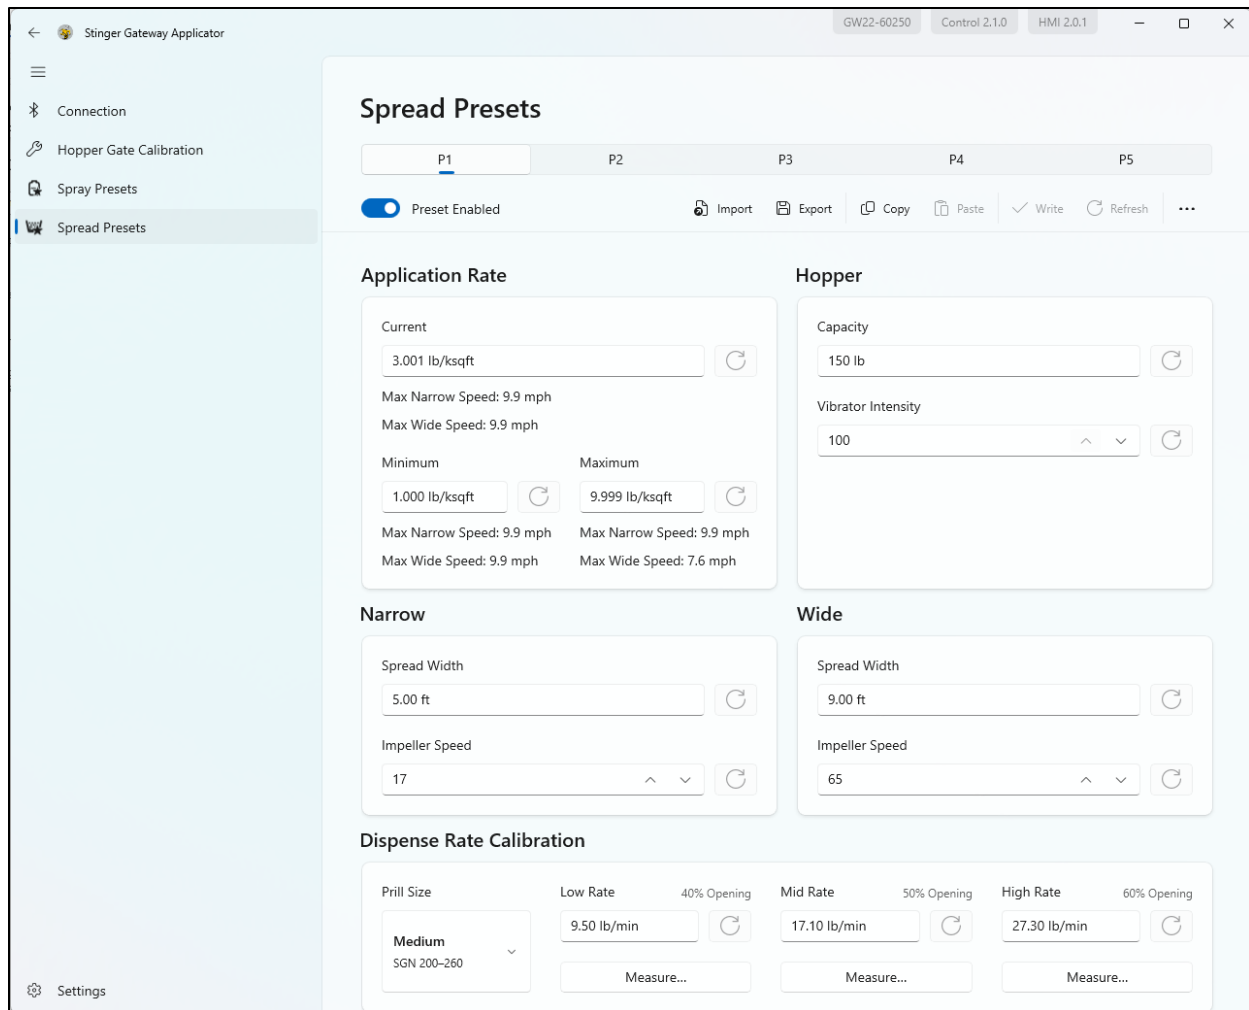 Stinger Gateway Applicator
GW22-60250
Control 2.1.0
HMI 2.0.1
Connection
Hopper Gate Calibration
Spray Presets
Spread Presets
Settings
Spread Presets
P1 P2 P3 P4 P5
Preset Enabled
Import Export Copy Paste Write Refresh ...
Application Rate
Current
3.001 lb/ksqft
Max Narrow Speed: 9.9 mph
Max Wide Speed: 9.9 mph
Minimum
1.000 lb/ksqft
Max Narrow Speed: 9.9 mph
Max Wide Speed: 9.9 mph
Maximum
9.999 lb/ksqft
Max Narrow Speed: 9.9 mph
Max Wide Speed: 7.6 mph
Hopper
Capacity
150 lb
Vibrator Intensity
100
Narrow
Spread Width
5.00 ft
Impeller Speed
17
Wide
Spread Width
9.00 ft
Impeller Speed
65
Dispense Rate Calibration
Prill Size
Medium
SGN 200–260
Low Rate 40% Opening
9.50 lb/min
Measure...
Mid Rate 50% Opening
17.10 lb/min
Measure...
High Rate 60% Opening
27.30 lb/min
Measure...